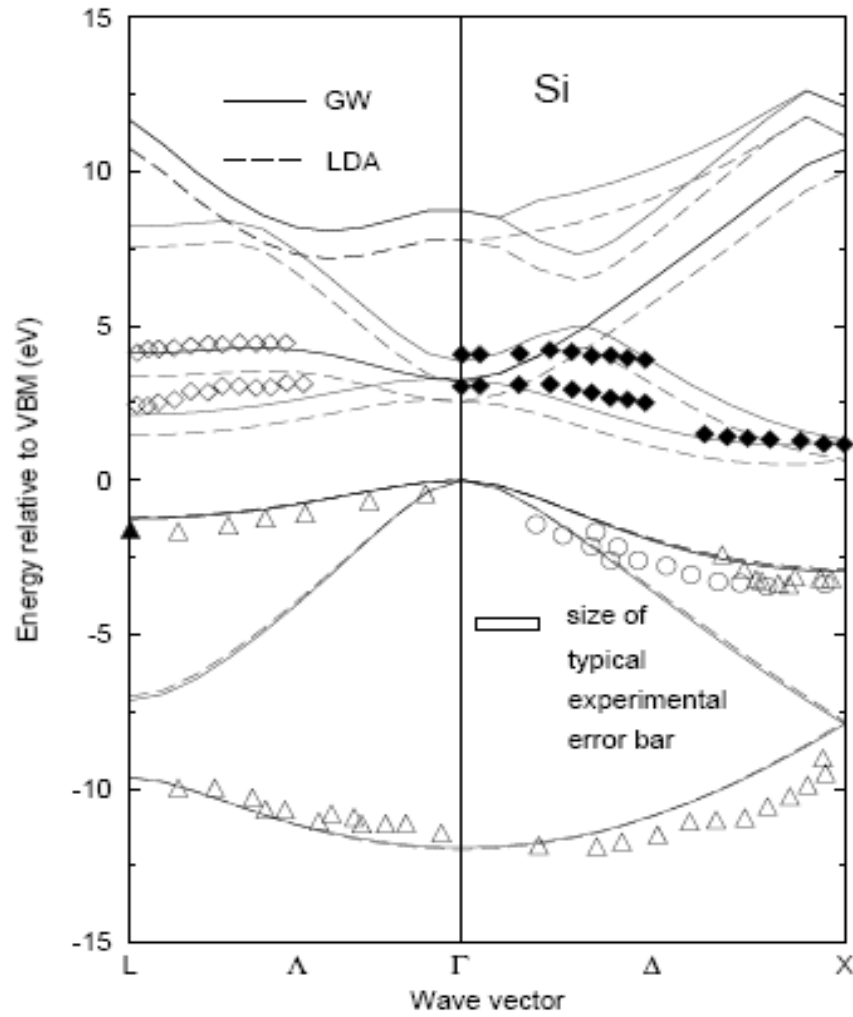 15
10
5
0
-5
-10
-15
Energy relative to VBM (eV)
GW
LDA
Si
size of
typical
experimental
error bar
L
Λ
Γ
Δ
X
Wave vector